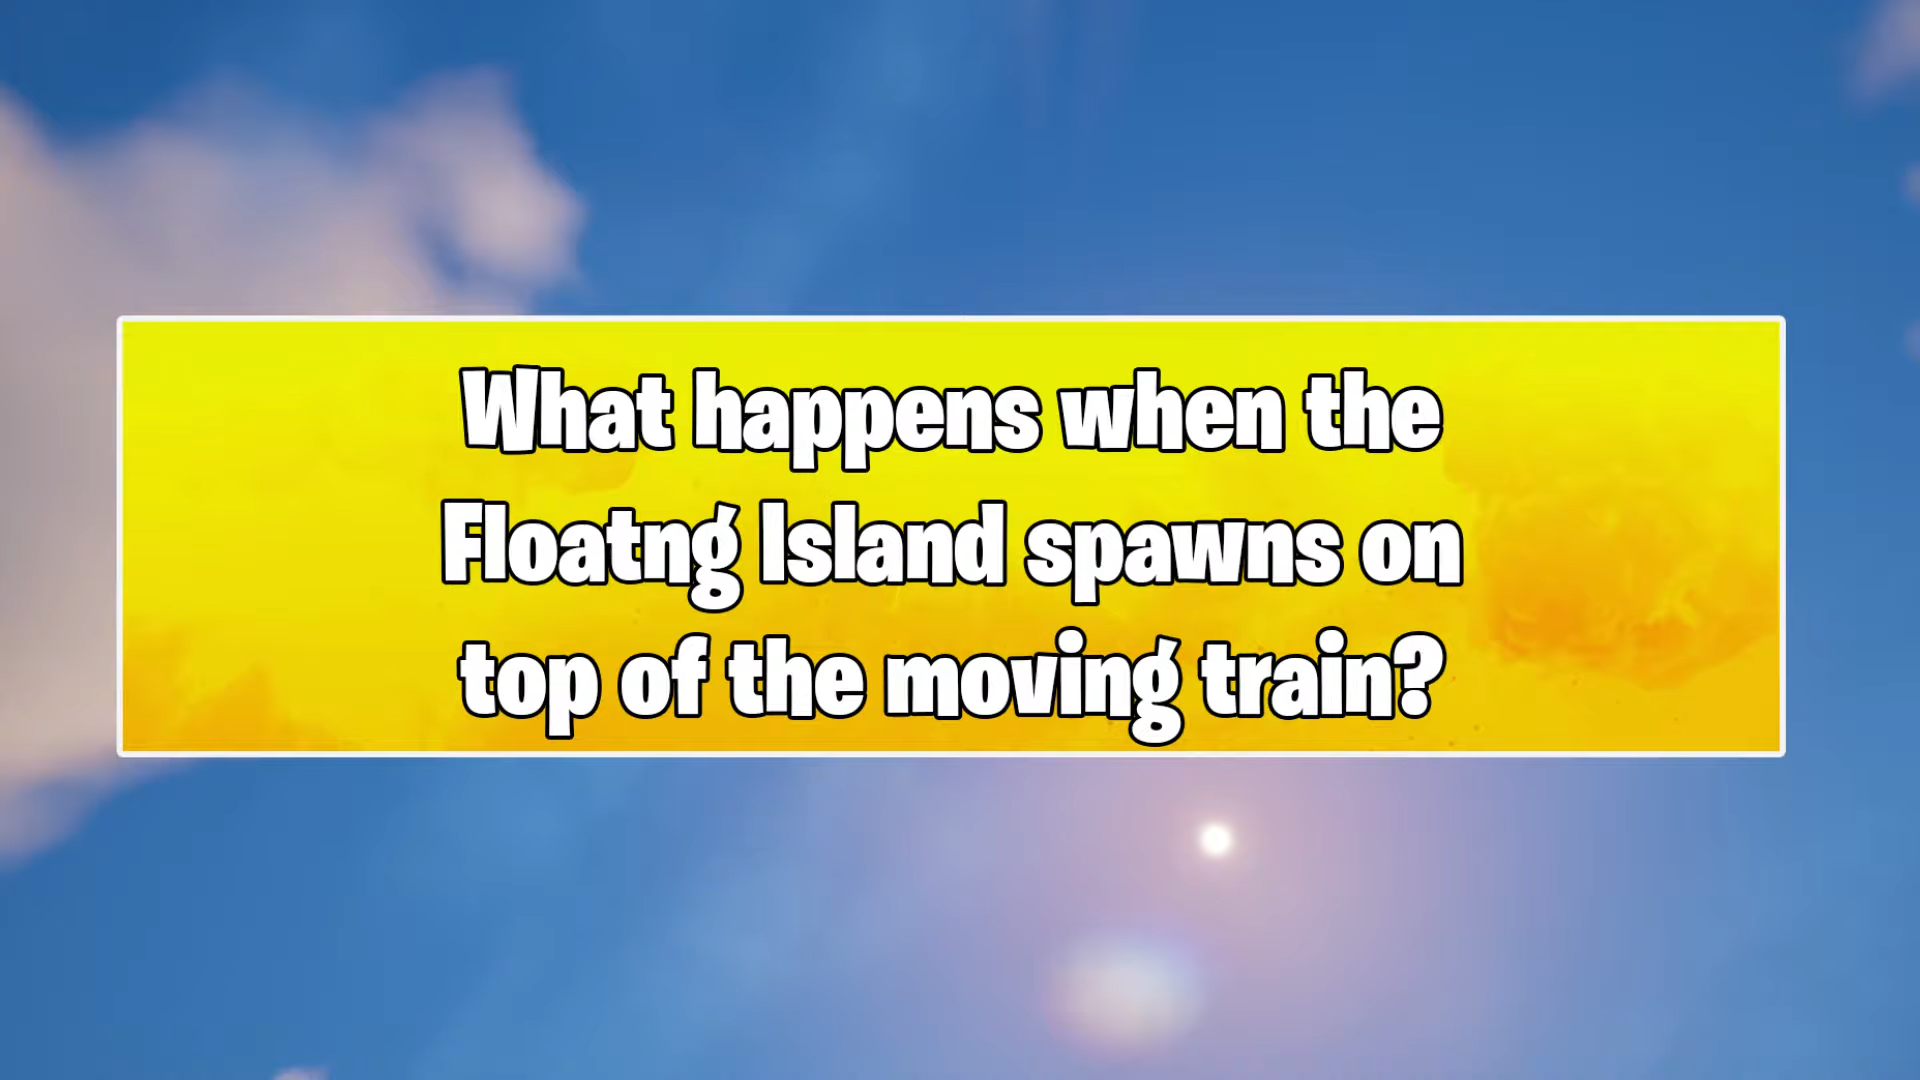 What happens when the
Floatng Island spawns on
top of the moving train?